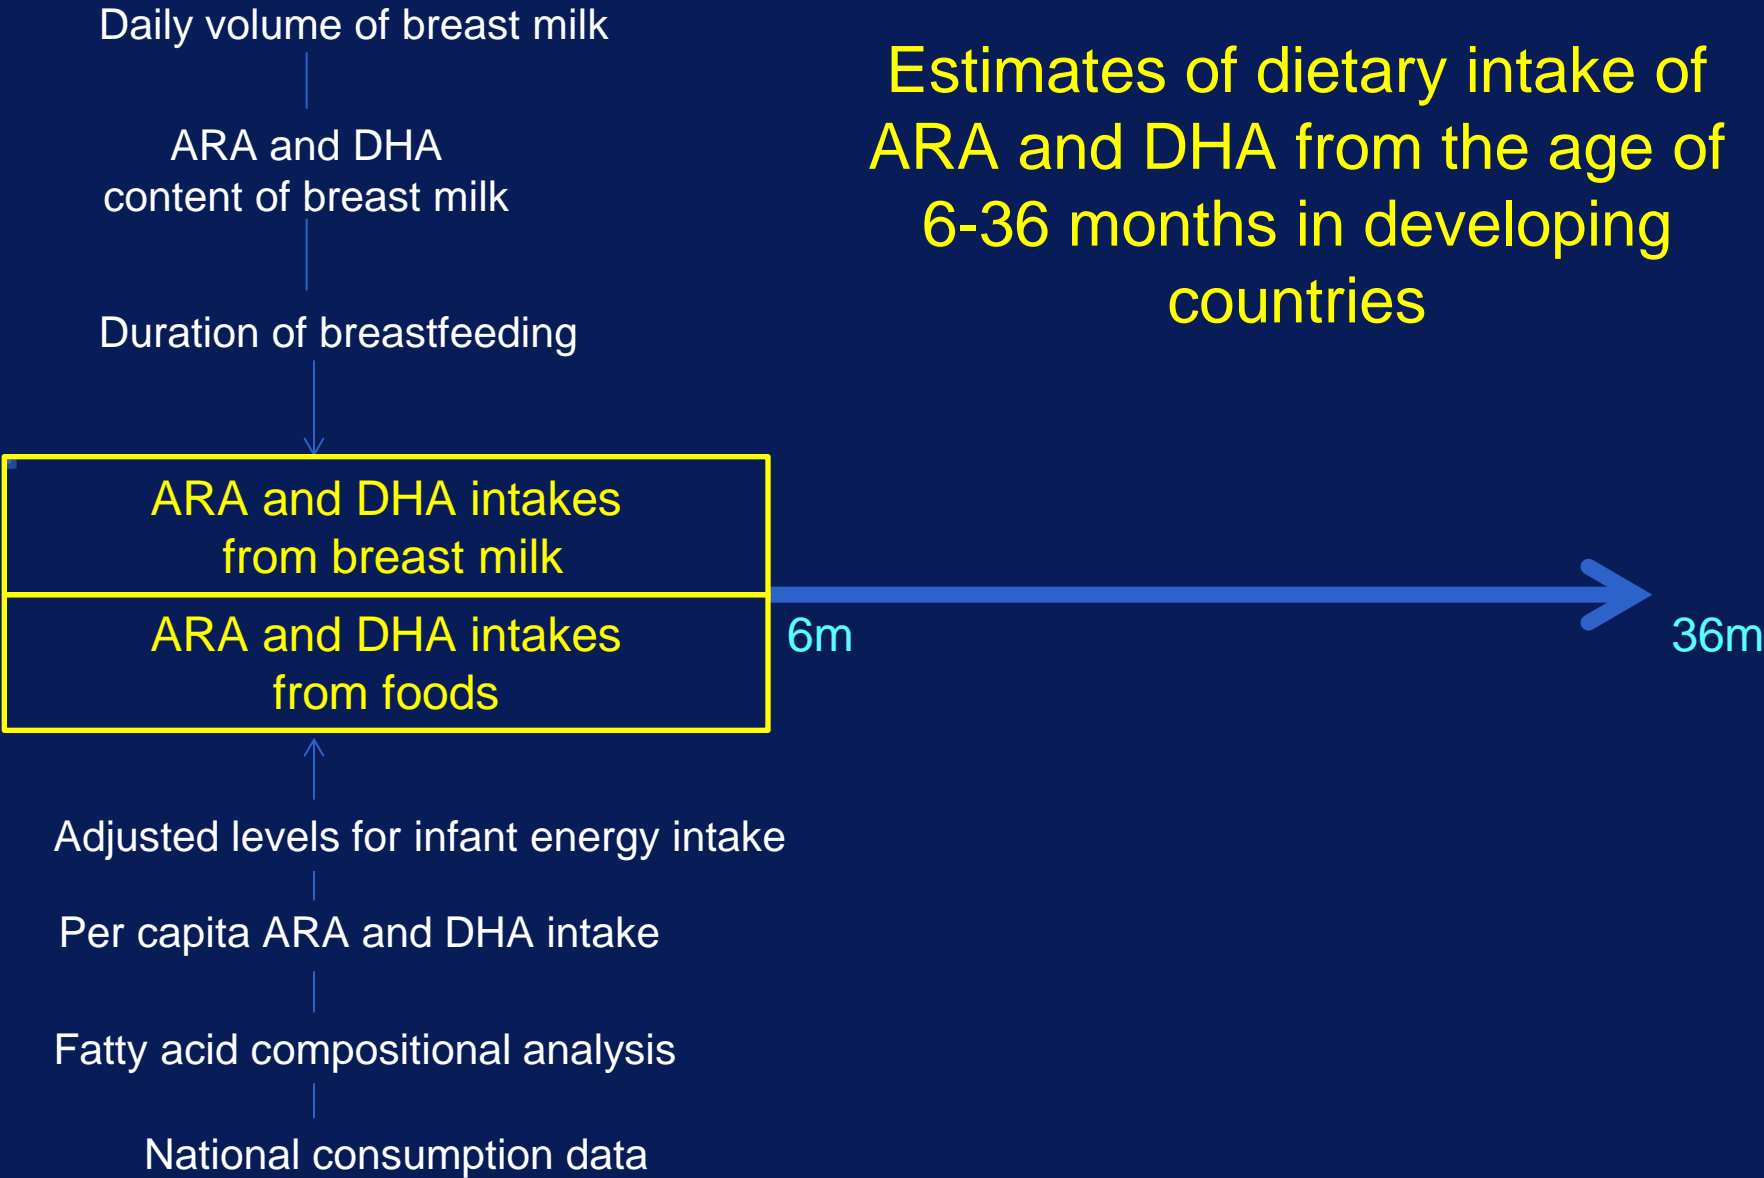 Daily volume of breast milk
ARA and DHA
content of breast milk
Duration of breastfeeding
Estimates of dietary intake of
ARA and DHA from the age of
6-36 months in developing
countries
ARA and DHA intakes
from breast milk
ARA and DHA intakes
from foods
6m
36m
Adjusted levels for infant energy intake
Per capita ARA and DHA intake
Fatty acid compositional analysis
National consumption data